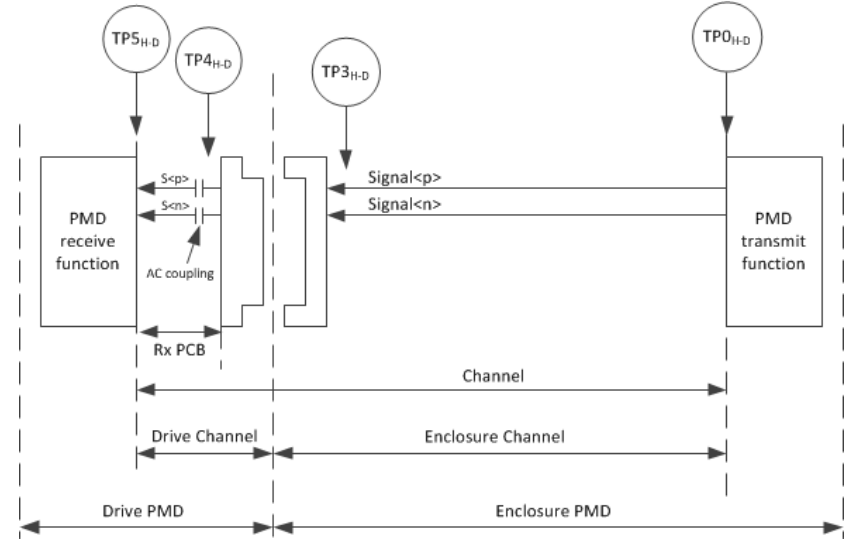 TP5H-D
TP4H-D
TP3H-D
TP0H-D
S<p>
Signal<p>
S<n>
Signal<n>
PMD
receive
function
PMD
transmit
function
AC coupling
Rx PCB
Channel
Drive Channel
Enclosure Channel
Drive PMD
Enclosure PMD